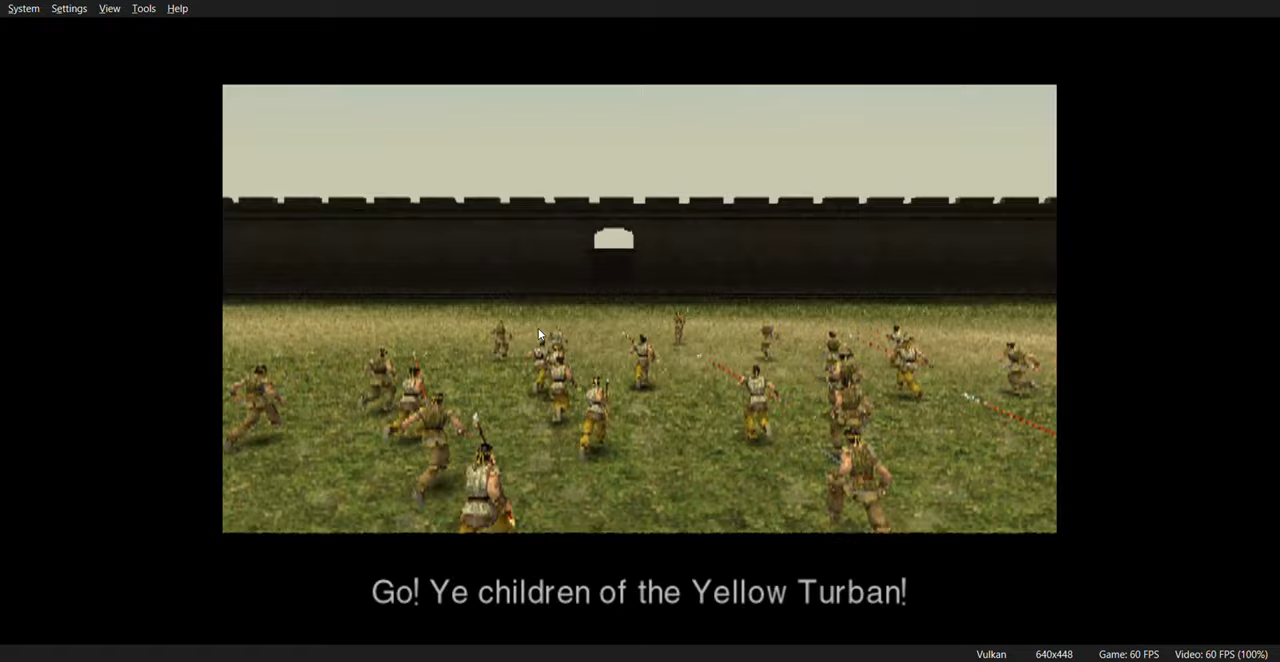 System Settings View Tools Help
Go! Ye children of the Yellow Turban!
Vulkan 640x448 Game: 60 FPS Video: 60 FPS (100%)